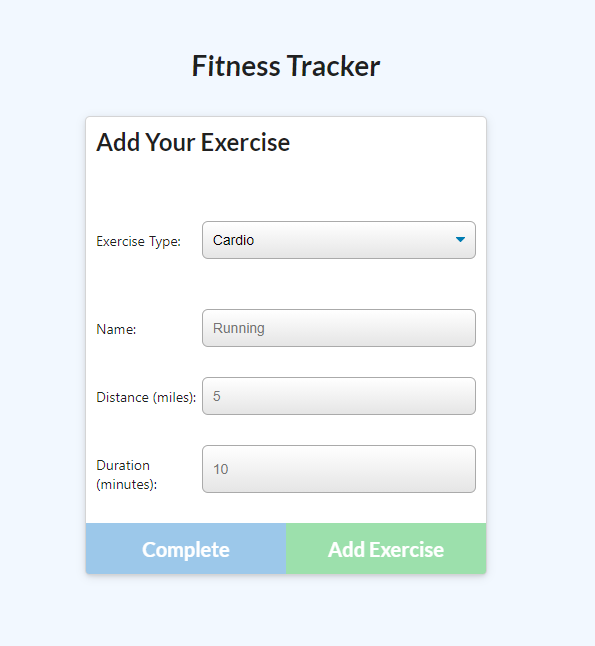 Fitness Tracker
Add Your Exercise
Exercise Type: Cardio
Name: Running
Distance (miles): 5
Duration
(minutes): 10
Complete Add Exercise